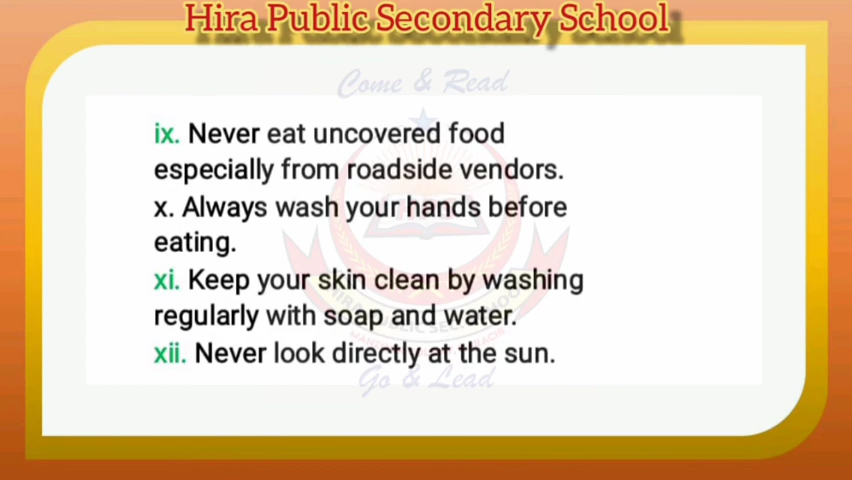 Hira Public Secondary School
Come & Read
ix. Never eat uncovered food
especially from roadside vendors.
x. Always wash your hands before
eating.
xi. Keep your skin clean by washing
regularly with soap and water.
xii. Never look directly at the sun.
Go & Lead